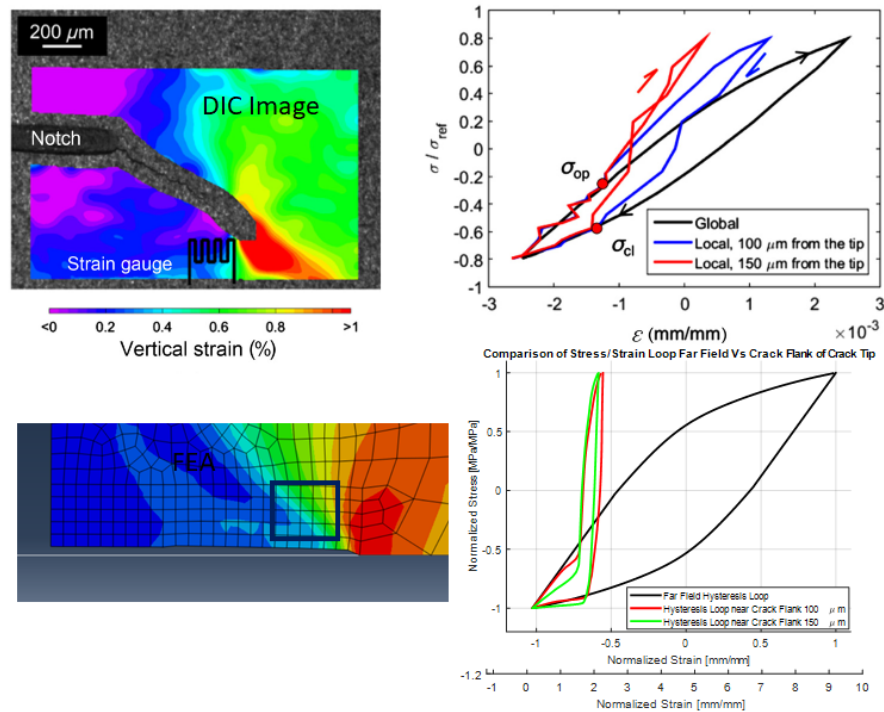 200 µm
DIC Image
Notch
Strain gauge
<0 0.2 0.4 0.6 0.8 >1
Vertical strain (%)
1
0.8
0.6
0.4
0.2
0
-0.2
-0.4
-0.6
-0.8
-1
σ / σref
σop
σcl
Global
Local, 100 µm from the tip
Local, 150 µm from the tip
-3 -2 -1 0 1 2 3
ε (mm/mm) × 10⁻³
FEA
Comparison of Stress/Strain Loop Far Field Vs Crack Flank of Crack Tip
1
0.5
0
-0.5
-1
Normalized Stress [MPa/MPa]
Far Field Hysteresis Loop
Hysteresis Loop near Crack Flank 100 µ m
Hysteresis Loop near Crack Flank 150 µ m
-1 -0.5 0 0.5 1
Normalized Strain [mm/mm]
-1.2
-1 0 1 2 3 4 5 6 7 8 9 10
Normalized Strain [mm/mm]